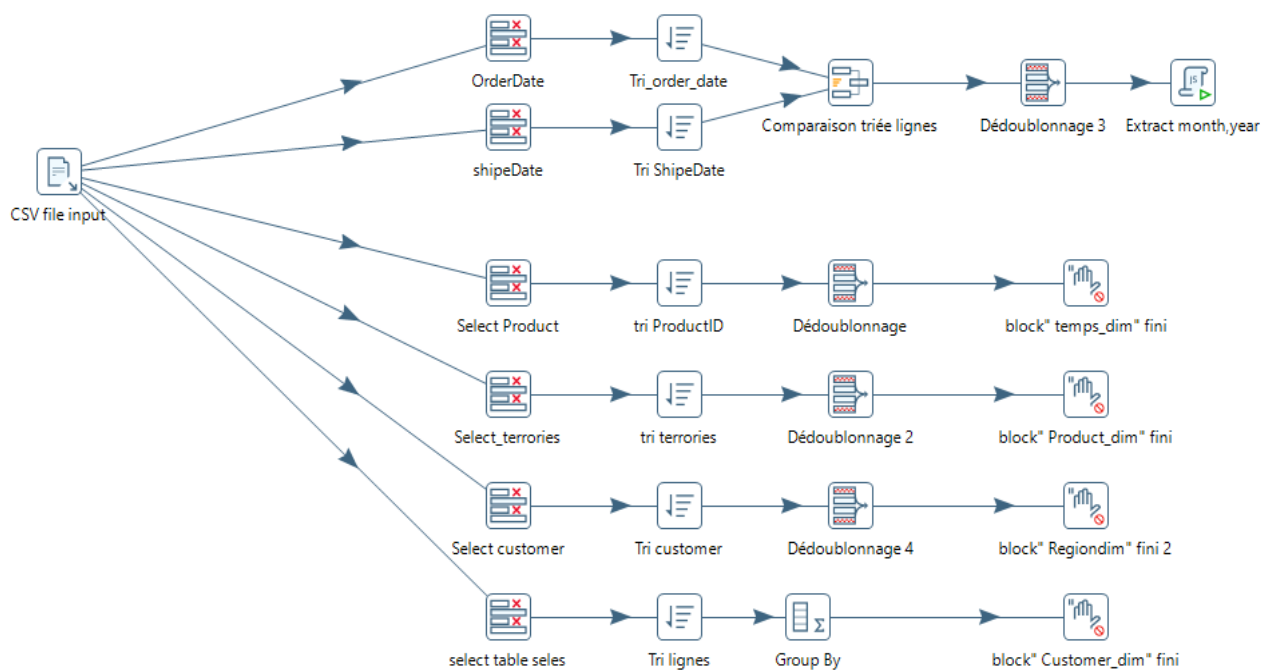 OrderDate
Tri_order_date
Comparaison triée lignes
Dédoublonnage 3
Extract month,year
shipeDate
Tri ShipeDate
CSV file input
Select Product
tri ProductID
Dédoublonnage
block" temps_dim" fini
Select_terrories
tri terrories
Dédoublonnage 2
block" Product_dim" fini
Select customer
Tri customer
Dédoublonnage 4
block" Regiondim" fini 2
select table seles
Tri lignes
Group By
block" Customer_dim" fini